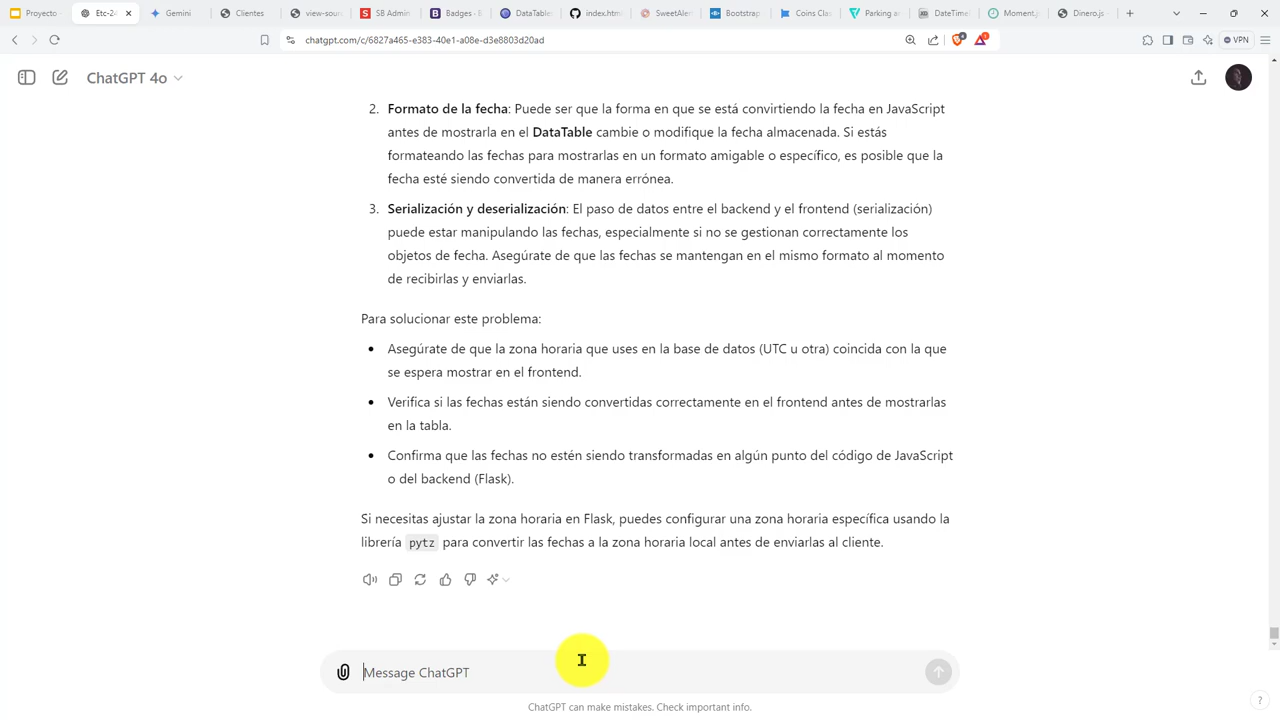 Proyecto
Etc-24
Gemini
Clientes
view-sour
SB Admin
Badges - B
DataTable
index.htm
SweetAler
Bootstrap
Coins Clas
Parking a
DateTime
Moment.j
Dinero.js
chatgpt.com/c/6827a465-e383-40e1-a08e-d3e8803d20ad
VPN
ChatGPT 4o
2. Formato de la fecha: Puede ser que la forma en que se está convirtiendo la fecha en JavaScript
antes de mostrarla en el DataTable cambie o modifique la fecha almacenada. Si estás
formateando las fechas para mostrarlas en un formato amigable o específico, es posible que la
fecha esté siendo convertida de manera errónea.
3. Serialización y deserialización: El paso de datos entre el backend y el frontend (serialización)
puede estar manipulando las fechas, especialmente si no se gestionan correctamente los
objetos de fecha. Asegúrate de que las fechas se mantengan en el mismo formato al momento
de recibirlas y enviarlas.
Para solucionar este problema:
• Asegúrate de que la zona horaria que uses en la base de datos (UTC u otra) coincida con la que
se espera mostrar en el frontend.
• Verifica si las fechas están siendo convertidas correctamente en el frontend antes de mostrarlas
en la tabla.
• Confirma que las fechas no estén siendo transformadas en algún punto del código de JavaScript
o del backend (Flask).
Si necesitas ajustar la zona horaria en Flask, puedes configurar una zona horaria específica usando la
librería pytz para convertir las fechas a la zona horaria local antes de enviarlas al cliente.
Message ChatGPT
ChatGPT can make mistakes. Check important info.
?